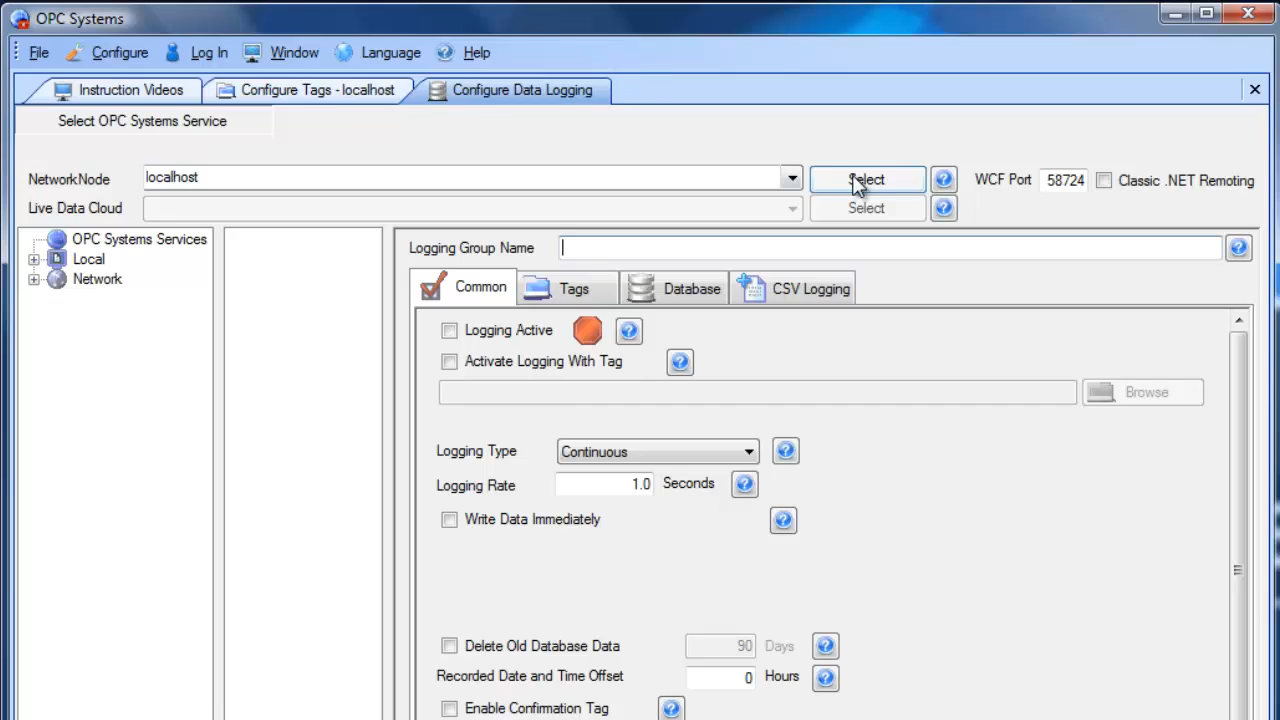 OPC Systems
File Configure Log In Window Language Help
Instruction Videos Configure Tags - localhost Configure Data Logging
Select OPC Systems Service
NetworkNode localhost Select WCF Port 58724 Classic .NET Remoting
Live Data Cloud Select
OPC Systems Services
Local
Network
Logging Group Name
Common Tags Database CSV Logging
Logging Active
Activate Logging With Tag
Browse
Logging Type Continuous
Logging Rate 1.0 Seconds
Write Data Immediately
Delete Old Database Data 90 Days
Recorded Date and Time Offset 0 Hours
Enable Confirmation Tag